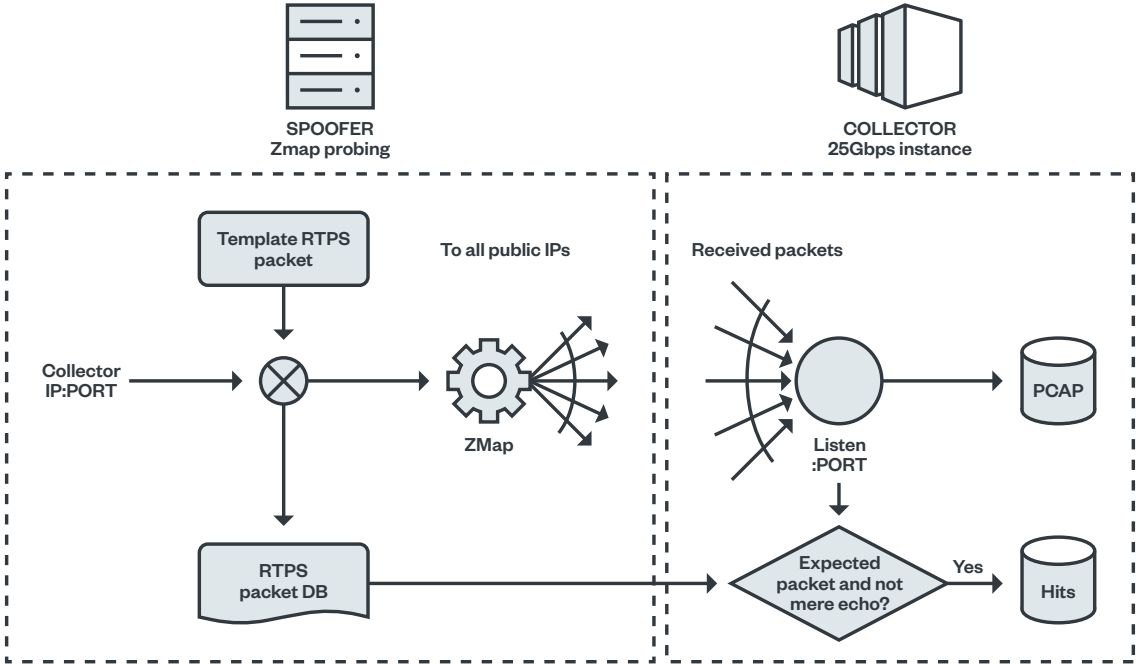 SPOOFER
Zmap probing
COLLECTOR
25Gbps instance
Template RTPS
packet
To all public IPs
Received packets
Collector
IP:PORT
ZMap
Listen
:PORT
PCAP
RTPS
packet DB
Expected
packet and not
mere echo?
Yes
Hits